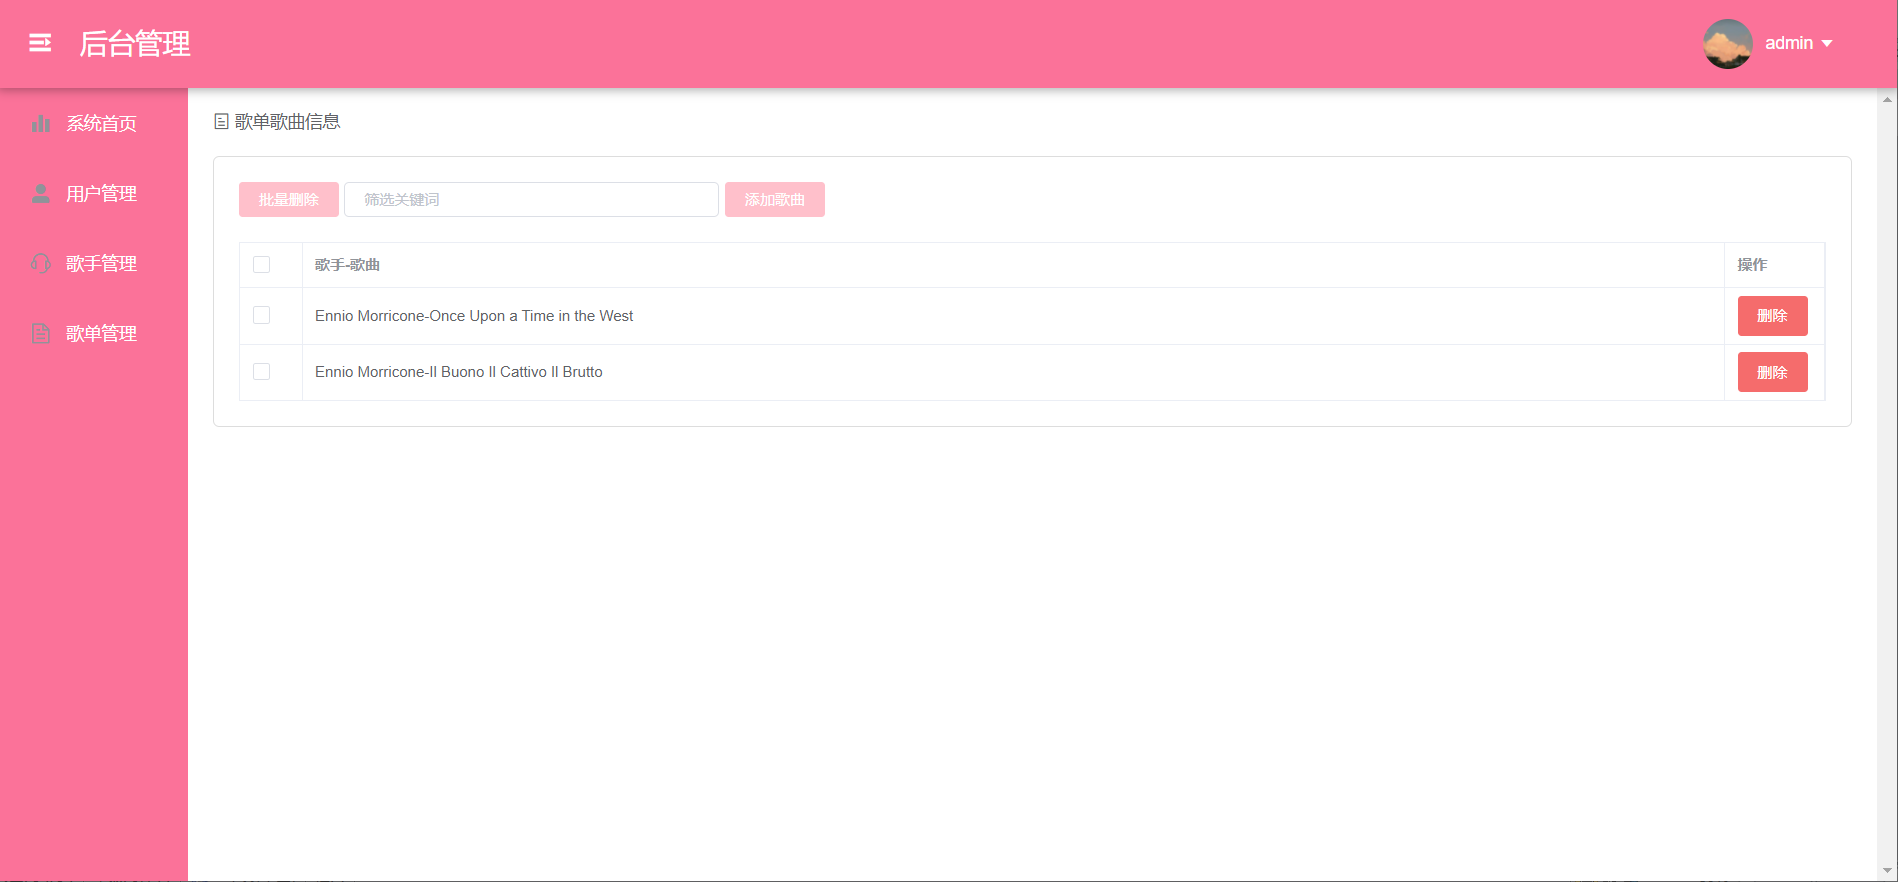 后台管理
admin
系统首页
用户管理
歌手管理
歌单管理
歌单歌曲信息
批量删除
筛选关键词
添加歌曲
歌手-歌曲
操作
Ennio Morricone-Once Upon a Time in the West
删除
Ennio Morricone-Il Buono Il Cattivo Il Brutto
删除